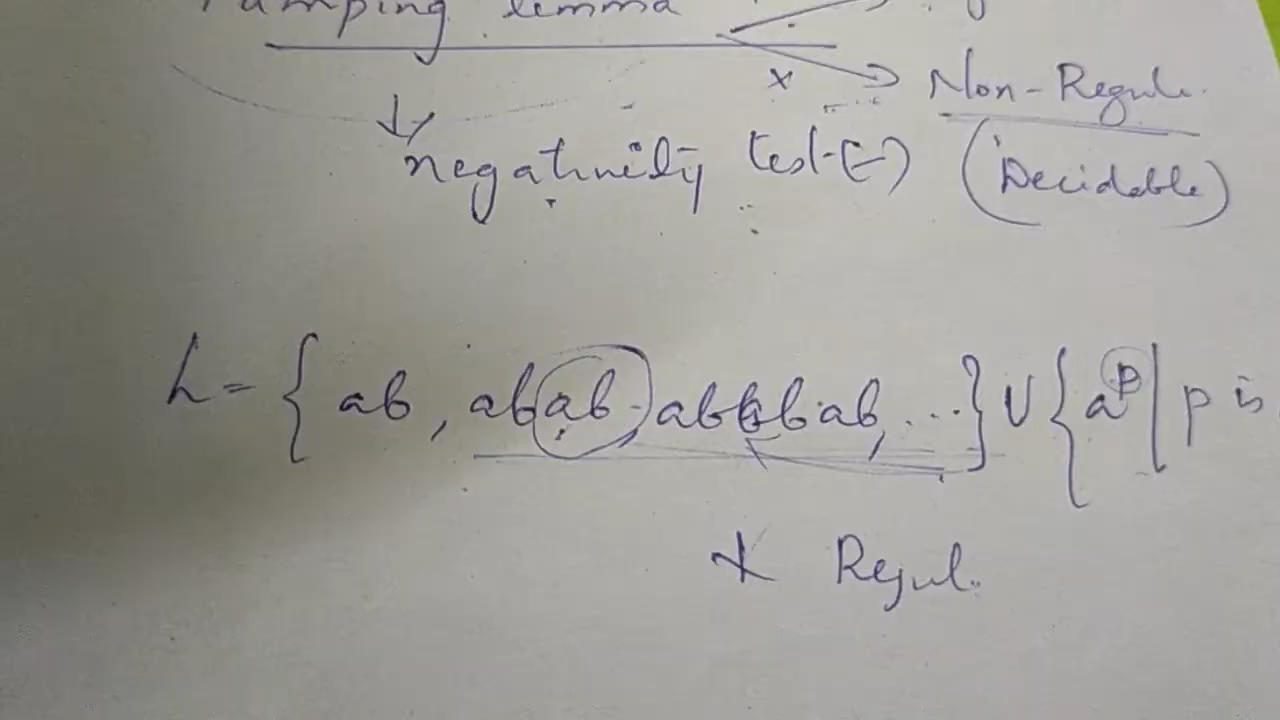 Pumping lemma
x Non-Regular
negativity test (-) (Decidable)
L = { ab, abab, abbbab, ... } U { a^p | p is
x Regul.